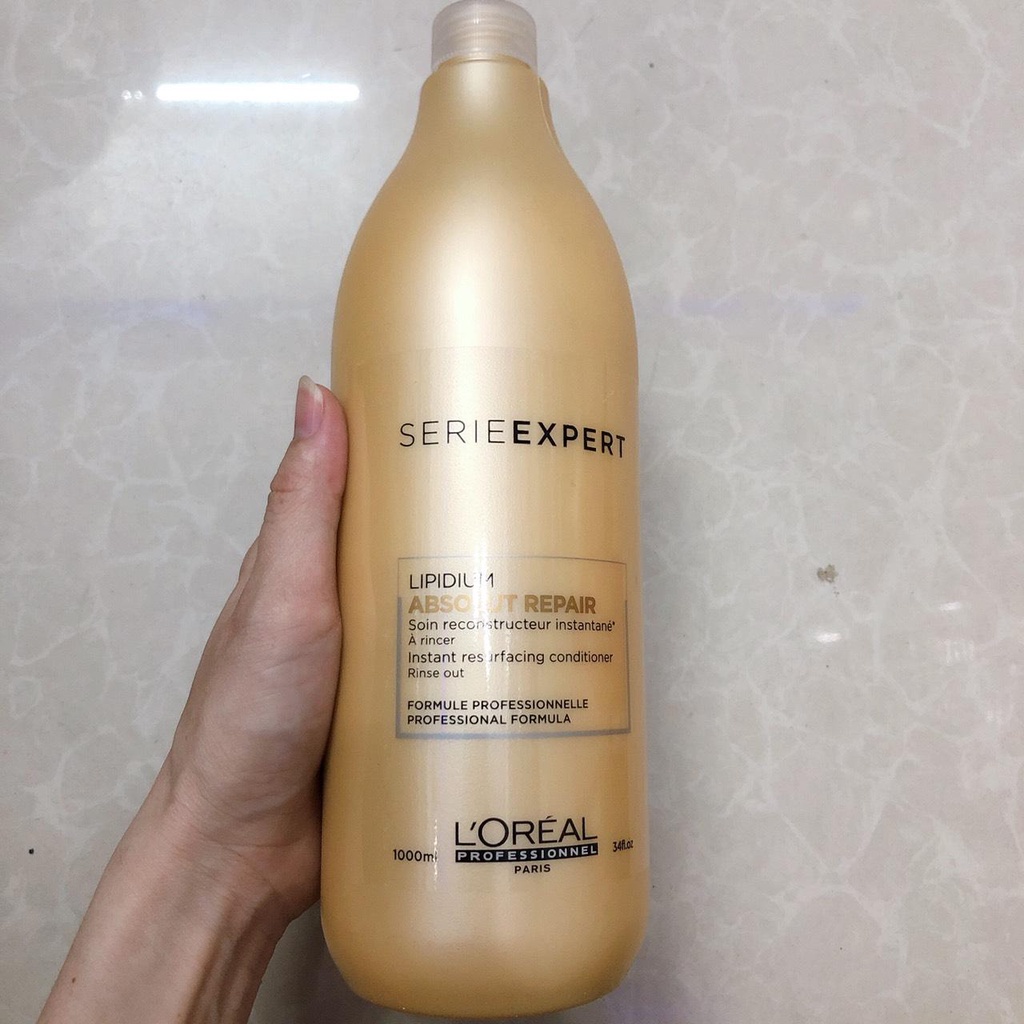 SERIEEXPERT
LIPIDIUM
ABSOLUT REPAIR
Soin reconstructeur instantané*
À rincer
Instant resurfacing conditioner
Rinse out
FORMULE PROFESSIONNELLE
PROFESSIONAL FORMULA
1000ml
L'ORÉAL
PROFESSIONNEL
PARIS
34fl.oz